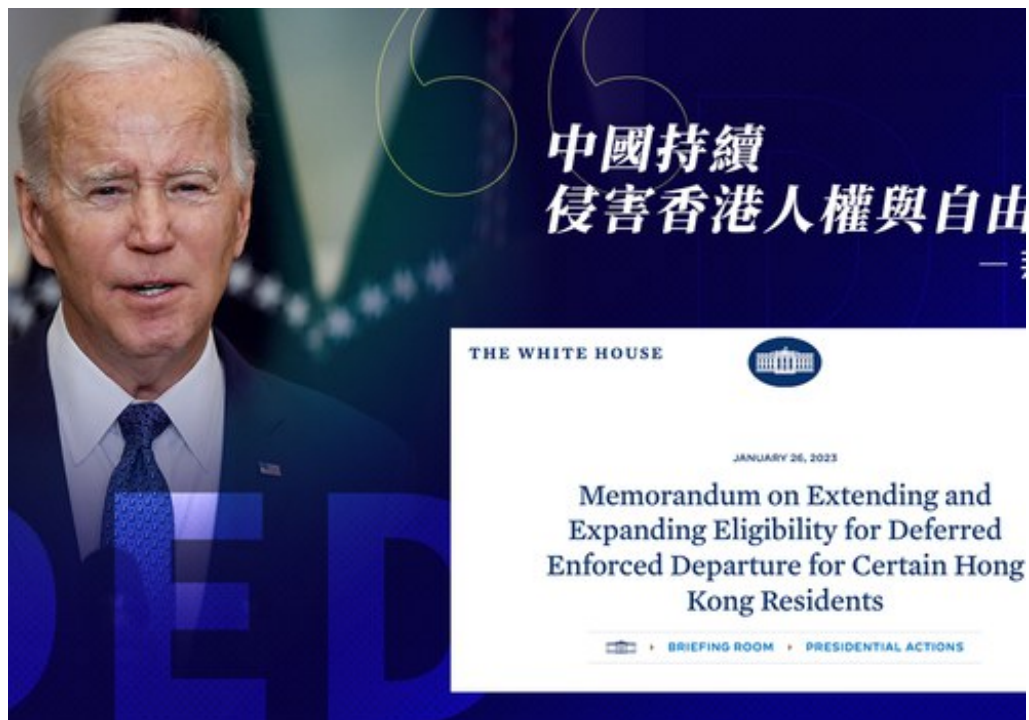 中國持續
侵害香港人權與自由
—
THE WHITE HOUSE
JANUARY 26, 2023
Memorandum on Extending and
Expanding Eligibility for Deferred
Enforced Departure for Certain Hong
Kong Residents
BRIEFING ROOM
PRESIDENTIAL ACTIONS
DED